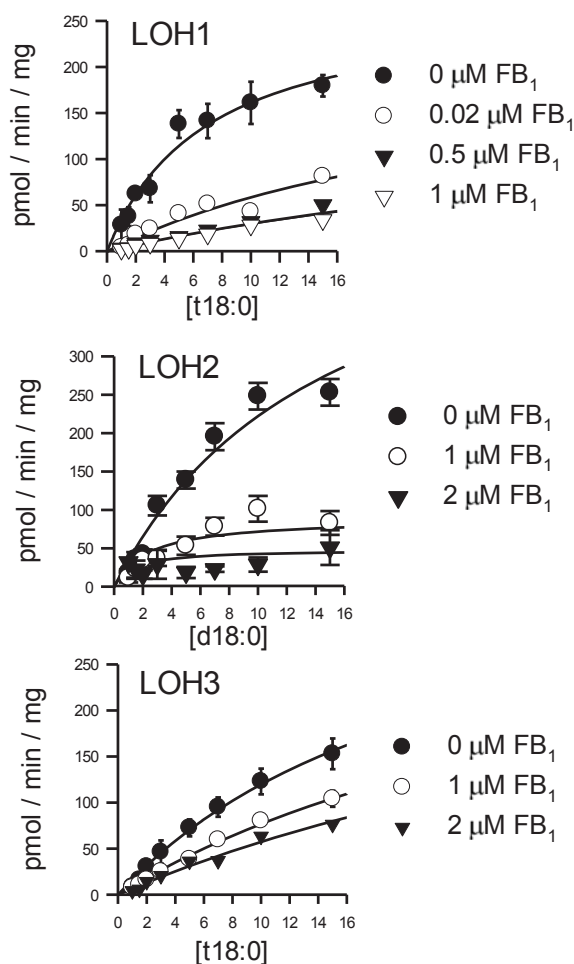 LOH1
pmol / min / mg
250
200
150
100
50
0
0 2 4 6 8 10 12 14 16
[t18:0]
0 μM FB₁
0.02 μM FB₁
0.5 μM FB₁
1 μM FB₁
LOH2
pmol / min / mg
300
250
200
150
100
50
0
0 2 4 6 8 10 12 14 16
[d18:0]
0 μM FB₁
1 μM FB₁
2 μM FB₁
LOH3
pmol / min / mg
250
200
150
100
50
0
0 2 4 6 8 10 12 14 16
[t18:0]
0 μM FB₁
1 μM FB₁
2 μM FB₁